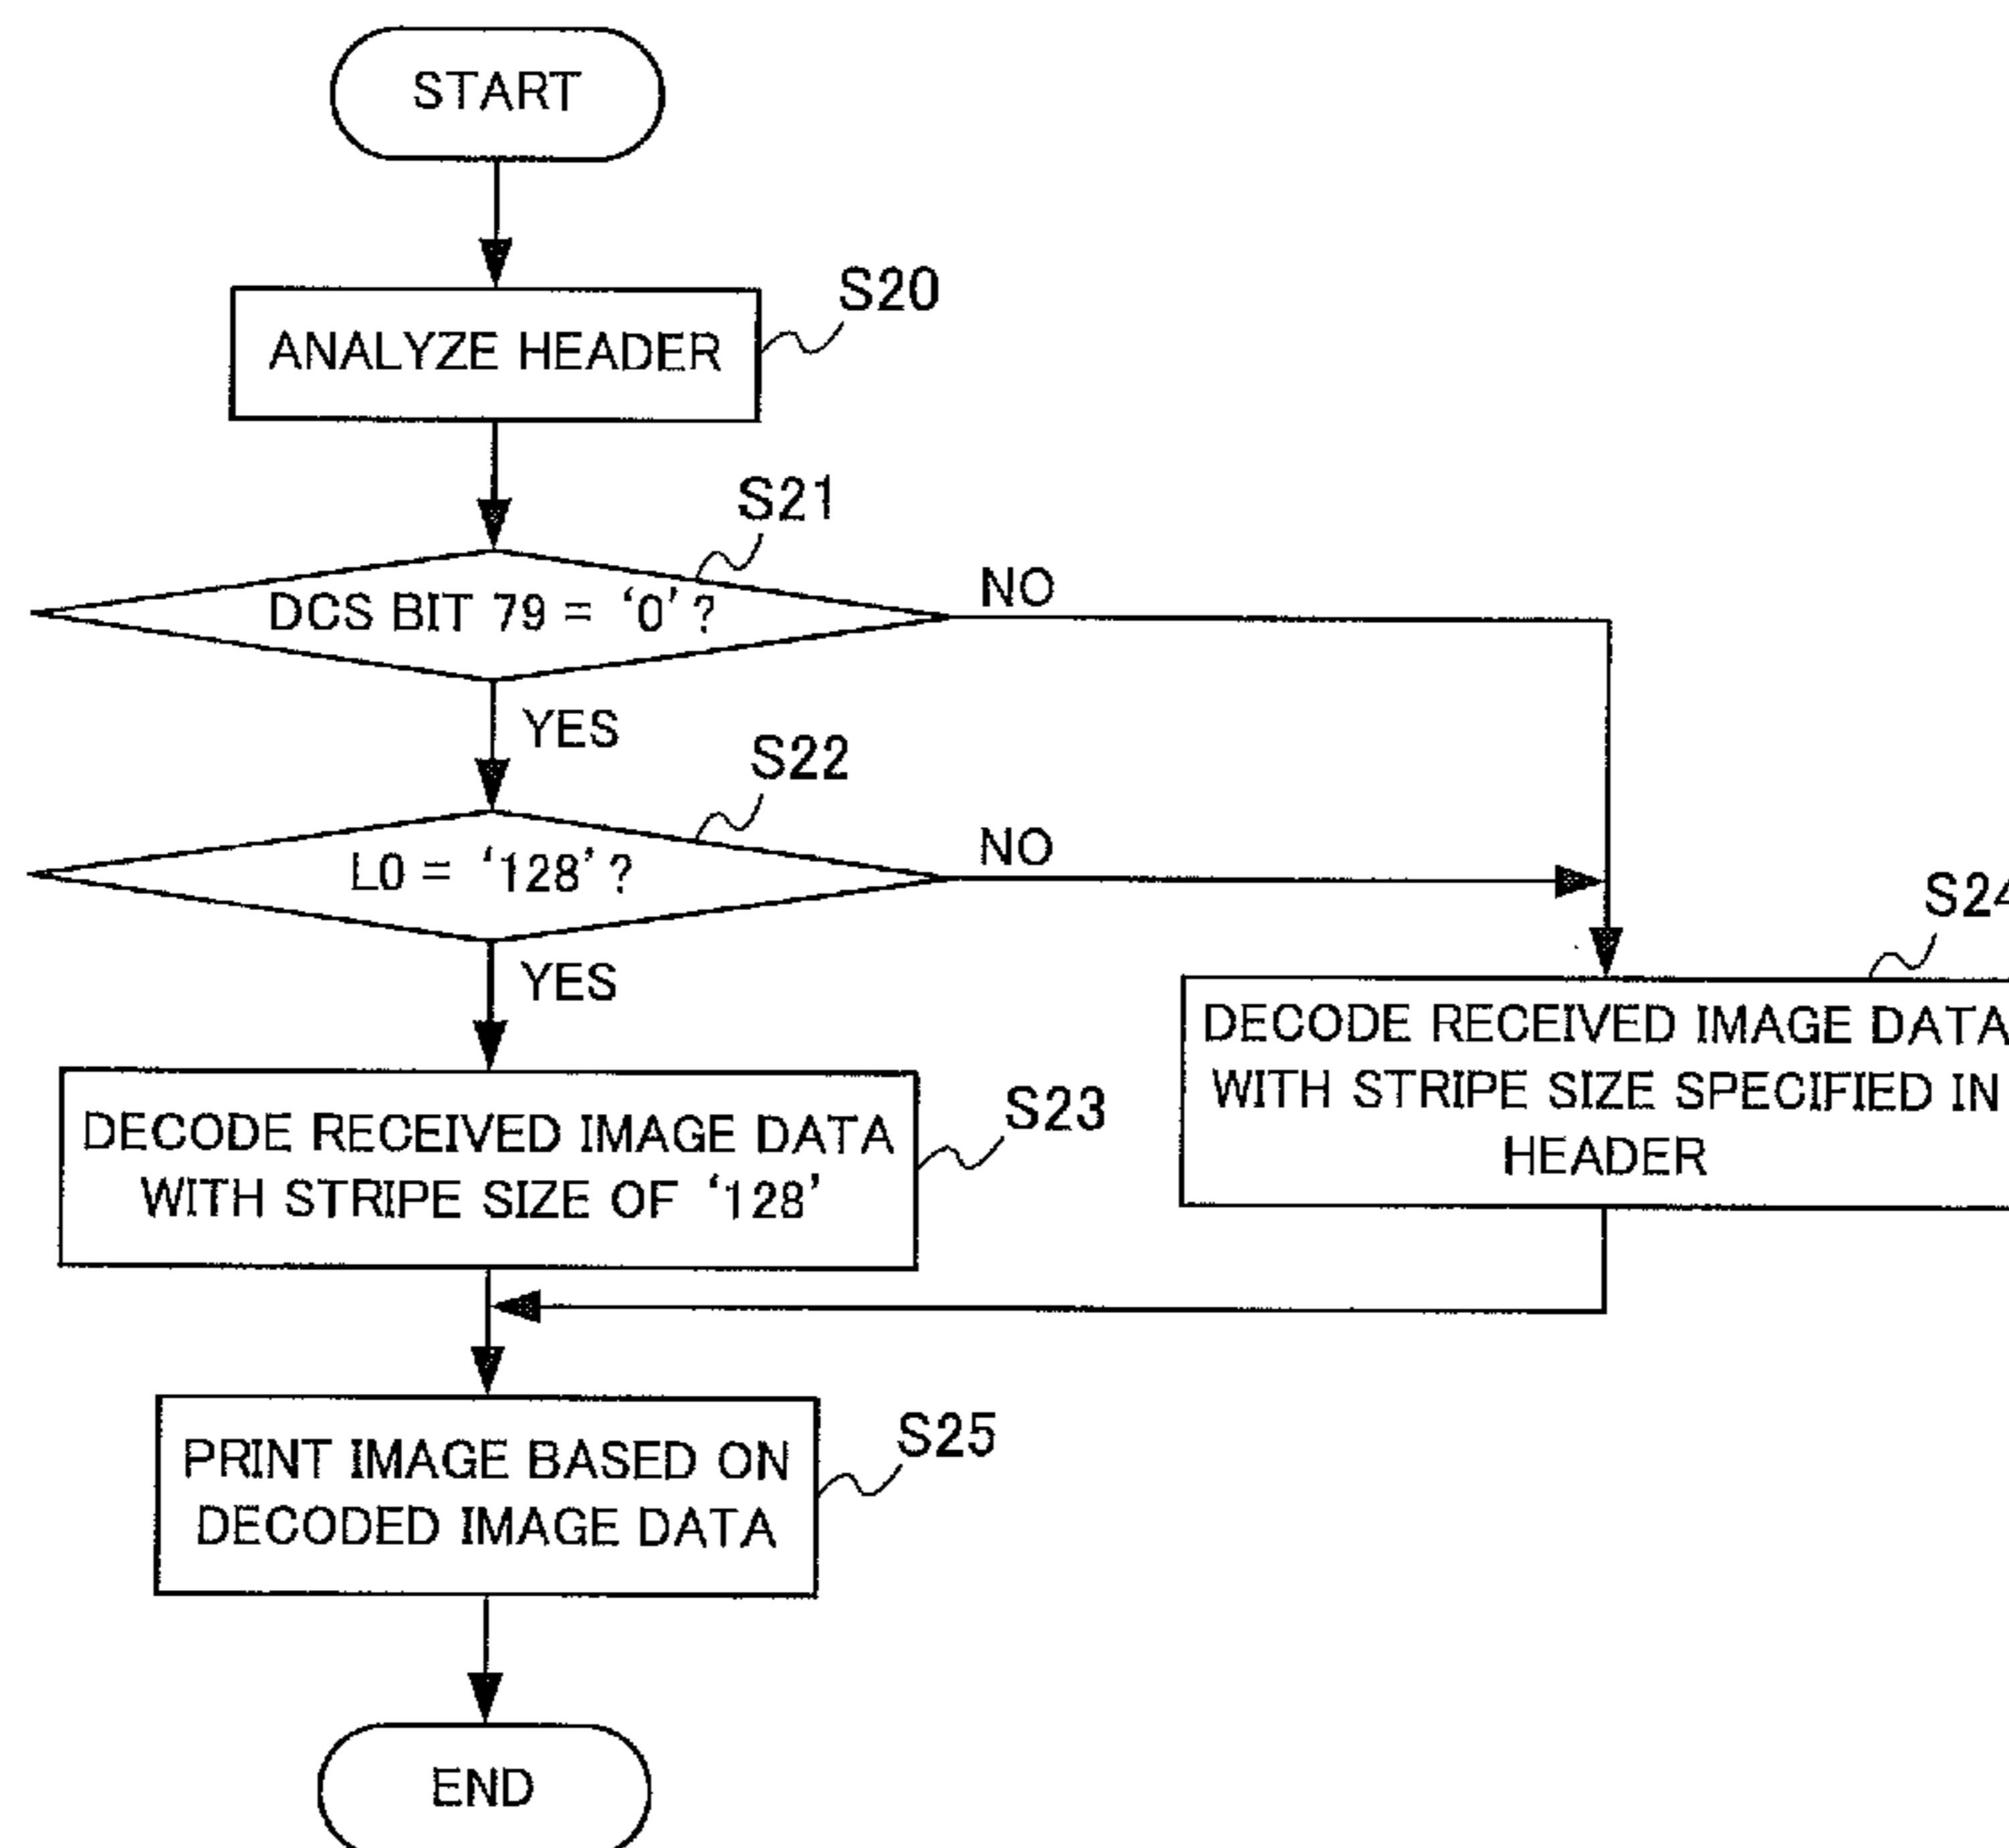 START
S20
ANALYZE HEADER
S21
DCS BIT 79 = ‘0’?
NO
YES
S22
L0 = ‘128’?
NO
YES
S24
DECODE RECEIVED IMAGE DATA
WITH STRIPE SIZE SPECIFIED IN
HEADER
S23
DECODE RECEIVED IMAGE DATA
WITH STRIPE SIZE OF ‘128’
S25
PRINT IMAGE BASED ON
DECODED IMAGE DATA
END